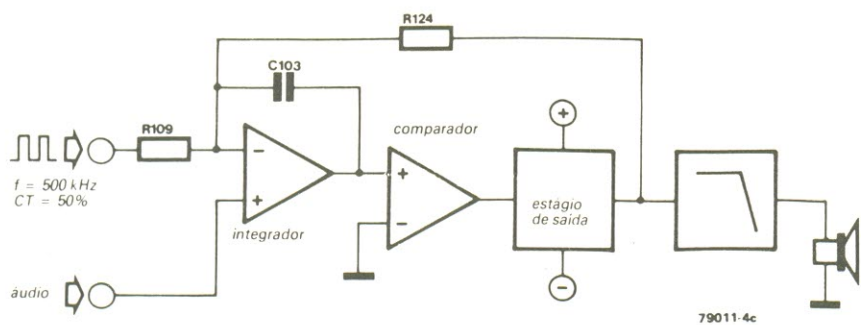 R124
C103
R109
comparador
f = 500 kHz
CT = 50%
integrador
estágio
de saída
áudio
79011-4c